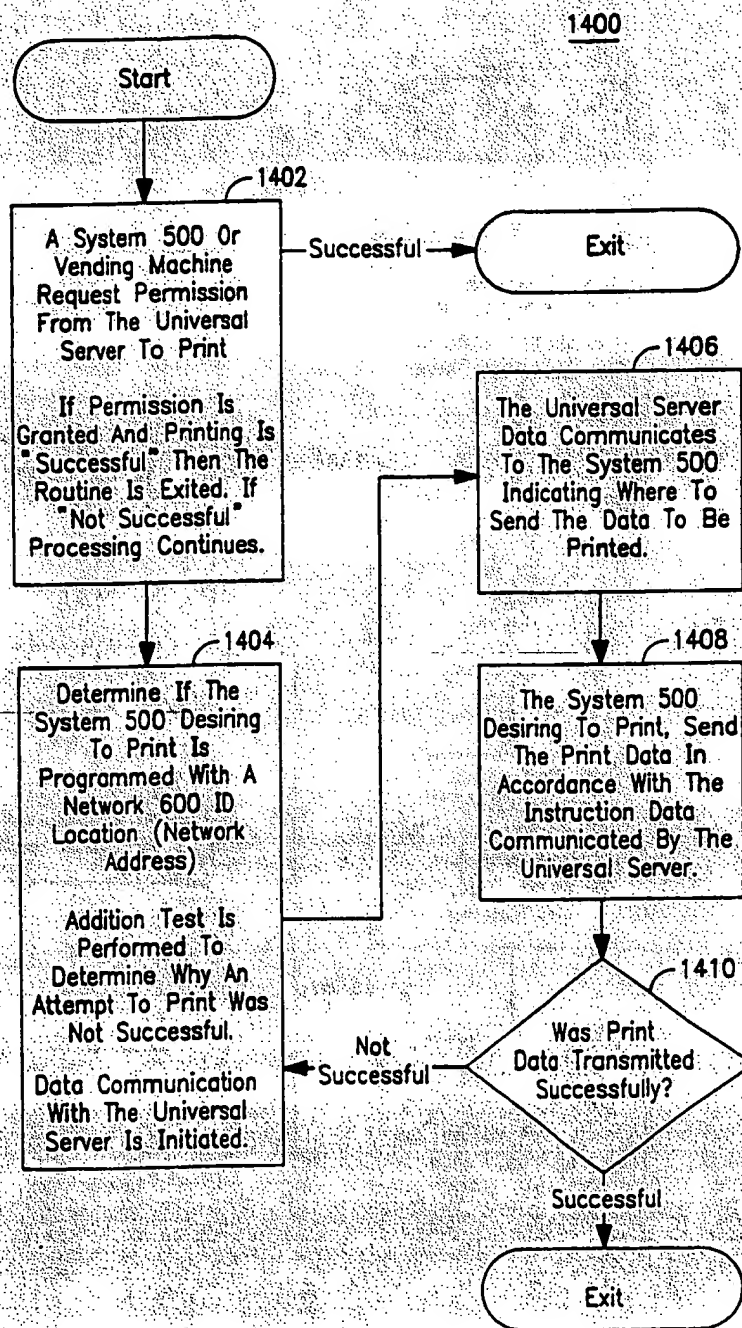 1400
Start
1402
A System 500 Or
Vending Machine
Request Permission
From The Universal
Server To Print
If Permission Is
Granted And Printing Is
"Successful" Then The
Routine Is Exited. If
"Not Successful"
Processing Continues.
Successful
Exit
1404
Determine If The
System 500 Desiring
To Print Is
Programmed With A
Network 600 ID
Location (Network
Address)
Addition Test Is
Performed To
Determine Why An
Attempt To Print Was
Not Successful.
Data Communication
With The Universal
Server Is Initiated.
1406
The Universal Server
Data Communicates
To The System 500
Indicating Where To
Send The Data To Be
Printed.
1408
The System 500
Desiring To Print, Send
The Print Data In
Accordance With The
Instruction Data
Communicated By The
Universal Server.
1410
Was Print
Data Transmitted
Successfully?
Not
Successful
Successful
Exit